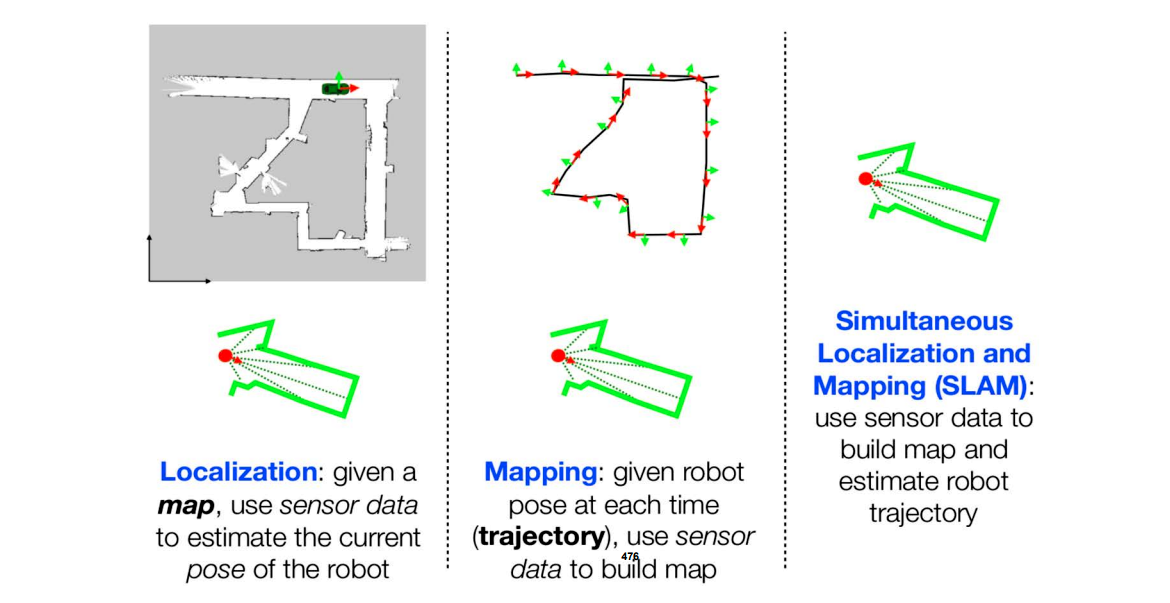 Localization: given a
map, use sensor data
to estimate the current
pose of the robot
Mapping: given robot
pose at each time
(trajectory), use sensor
data to build map
476
Simultaneous
Localization and
Mapping (SLAM):
use sensor data to
build map and
estimate robot
trajectory